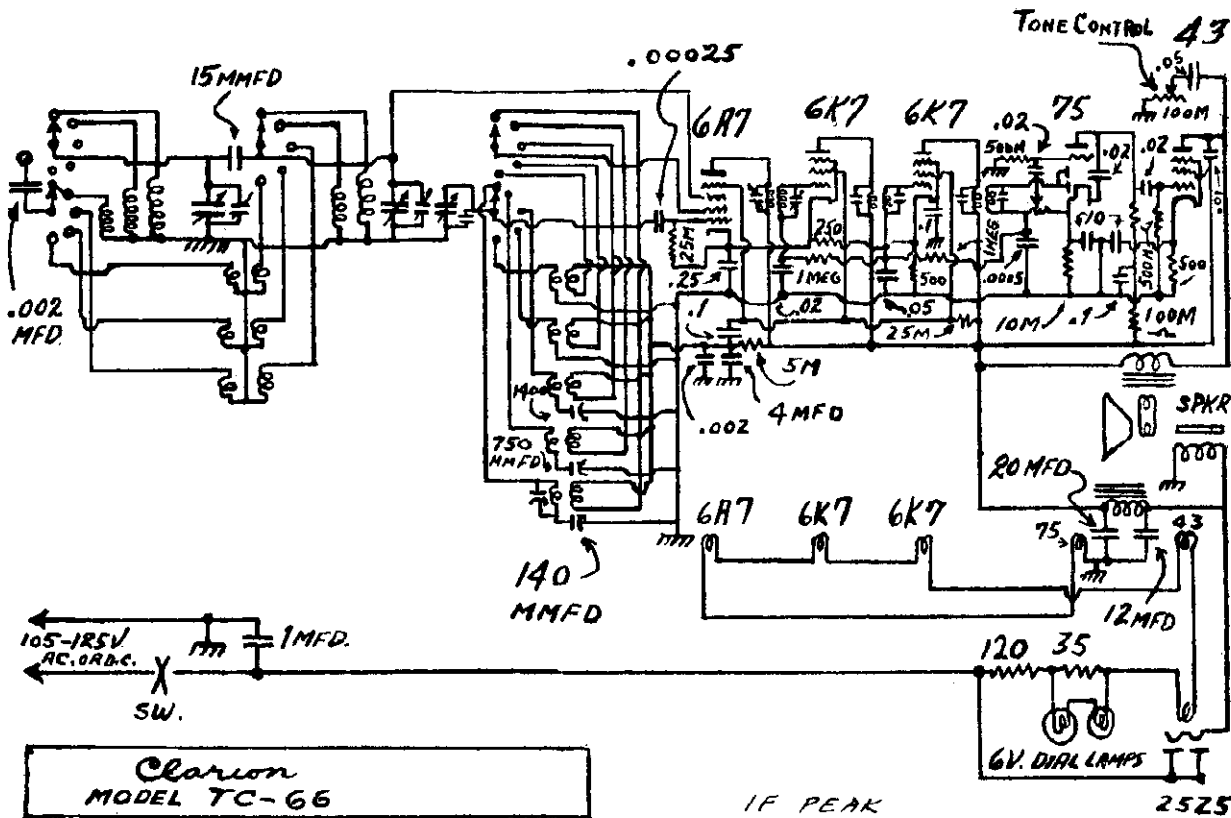 TONE CONTROL
43
.05
100M
15MMFD
.00025
6A7
6K7
6K7
75
.02
500M
.02
.02
.01
25M
.25
250
1MEG
.1
500
1MEG
.0005
.610
500M
500
.002
MFD.
.1
.02
.05
25M
10M
.1
100M
5M
4MFD
.002
1400
750
MMFD
140
MMFD
SPKR
20MFD
6A7
6K7
6K7
75
43
12MFD
105-125V.
AC. OR D.C.
1MFD.
SW.
120
35
6V. DIAL LAMPS
25Z5
Clarion
MODEL TC-66
IF PEAK